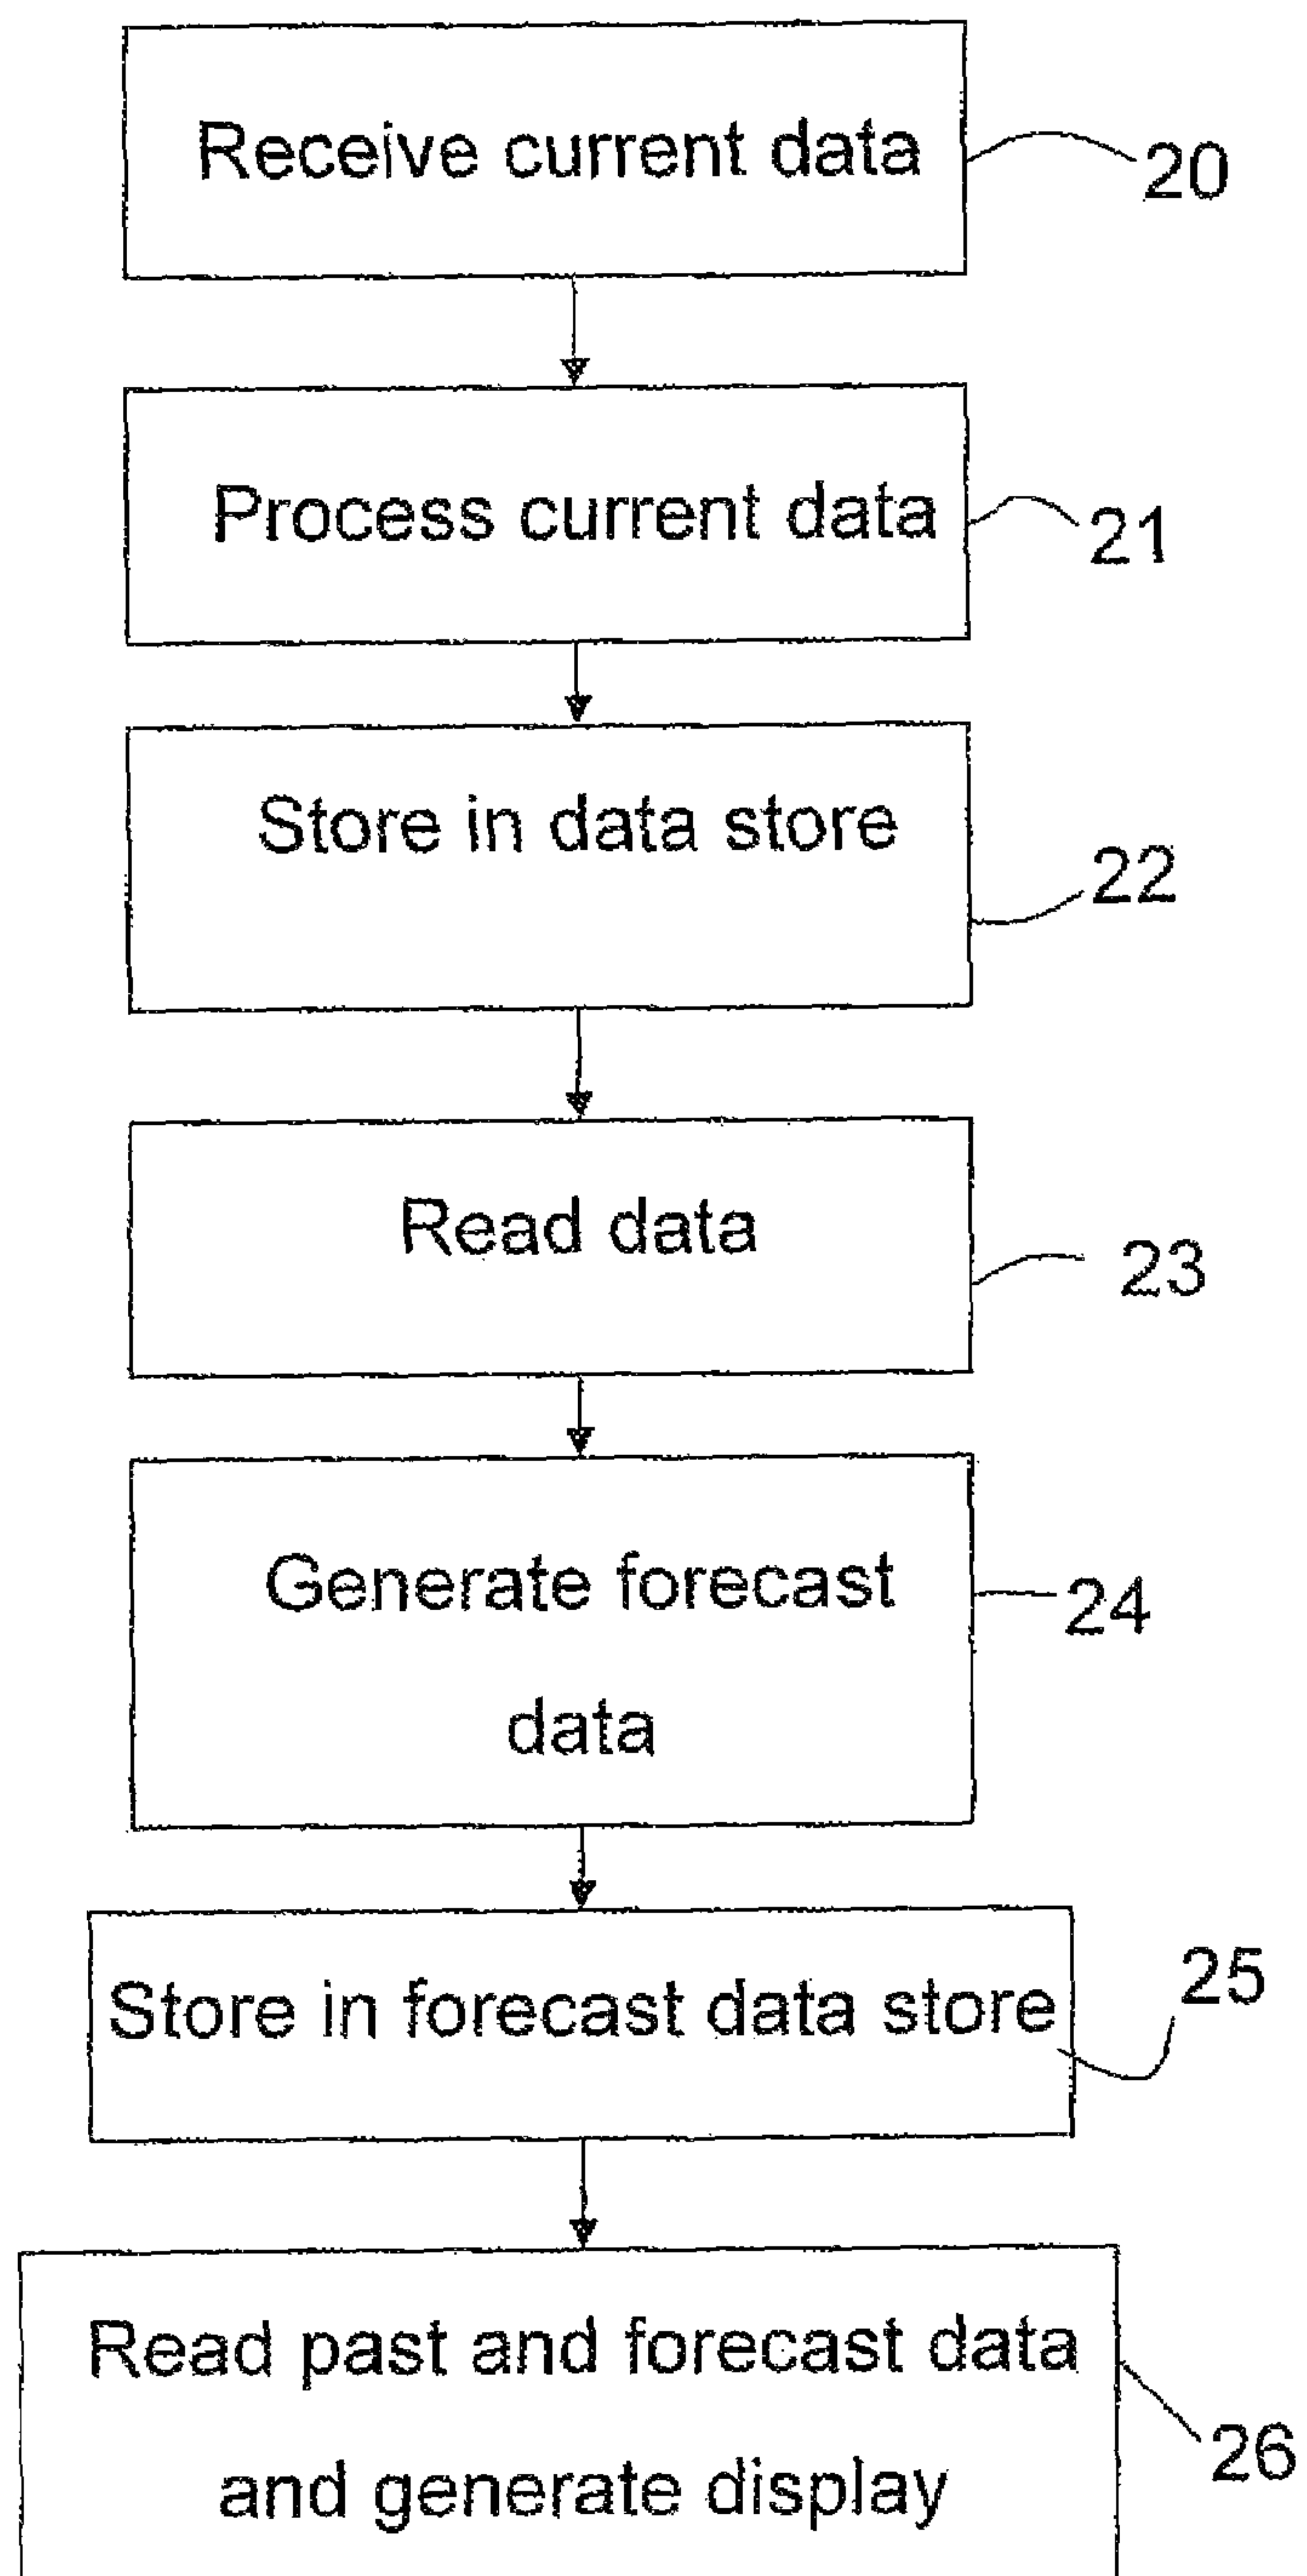 Receive current data
20
Process current data
21
Store in data store
22
Read data
23
Generate forecast
24
data
Store in forecast data store
25
Read past and forecast data
26
and generate display